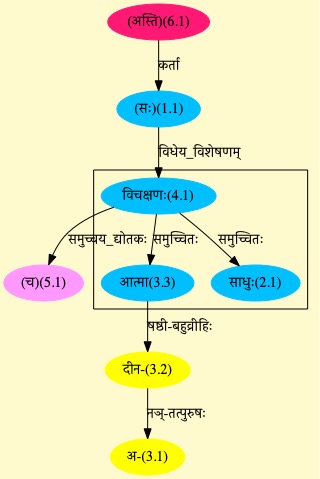 (अस्ति)(6.1)
कर्ता
(सः)(1.1)
विधेय_विशेषणम्
विचक्षणः(4.1)
समुच्चय_द्योतकः
समुच्चितः
समुच्चितः
(च)(5.1)
आत्मा(3.3)
साधुः(2.1)
षष्ठी-बहुव्रीहिः
दीन-(3.2)
नञ्-तत्पुरुषः
अ-(3.1)